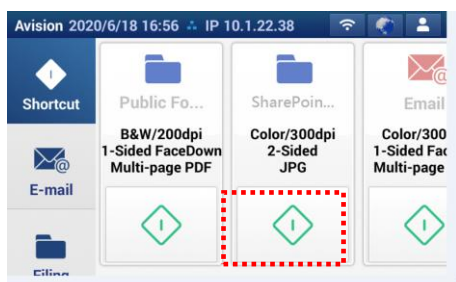 Avision 2020/6/18 16:56 IP 10.1.22.38
Shortcut
E-mail
Filing
Public Fo...
B&W/200dpi
1-Sided FaceDown
Multi-page PDF
SharePoin...
Color/300dpi
2-Sided
JPG
Email
Color/300
1-Sided Fac
Multi-page